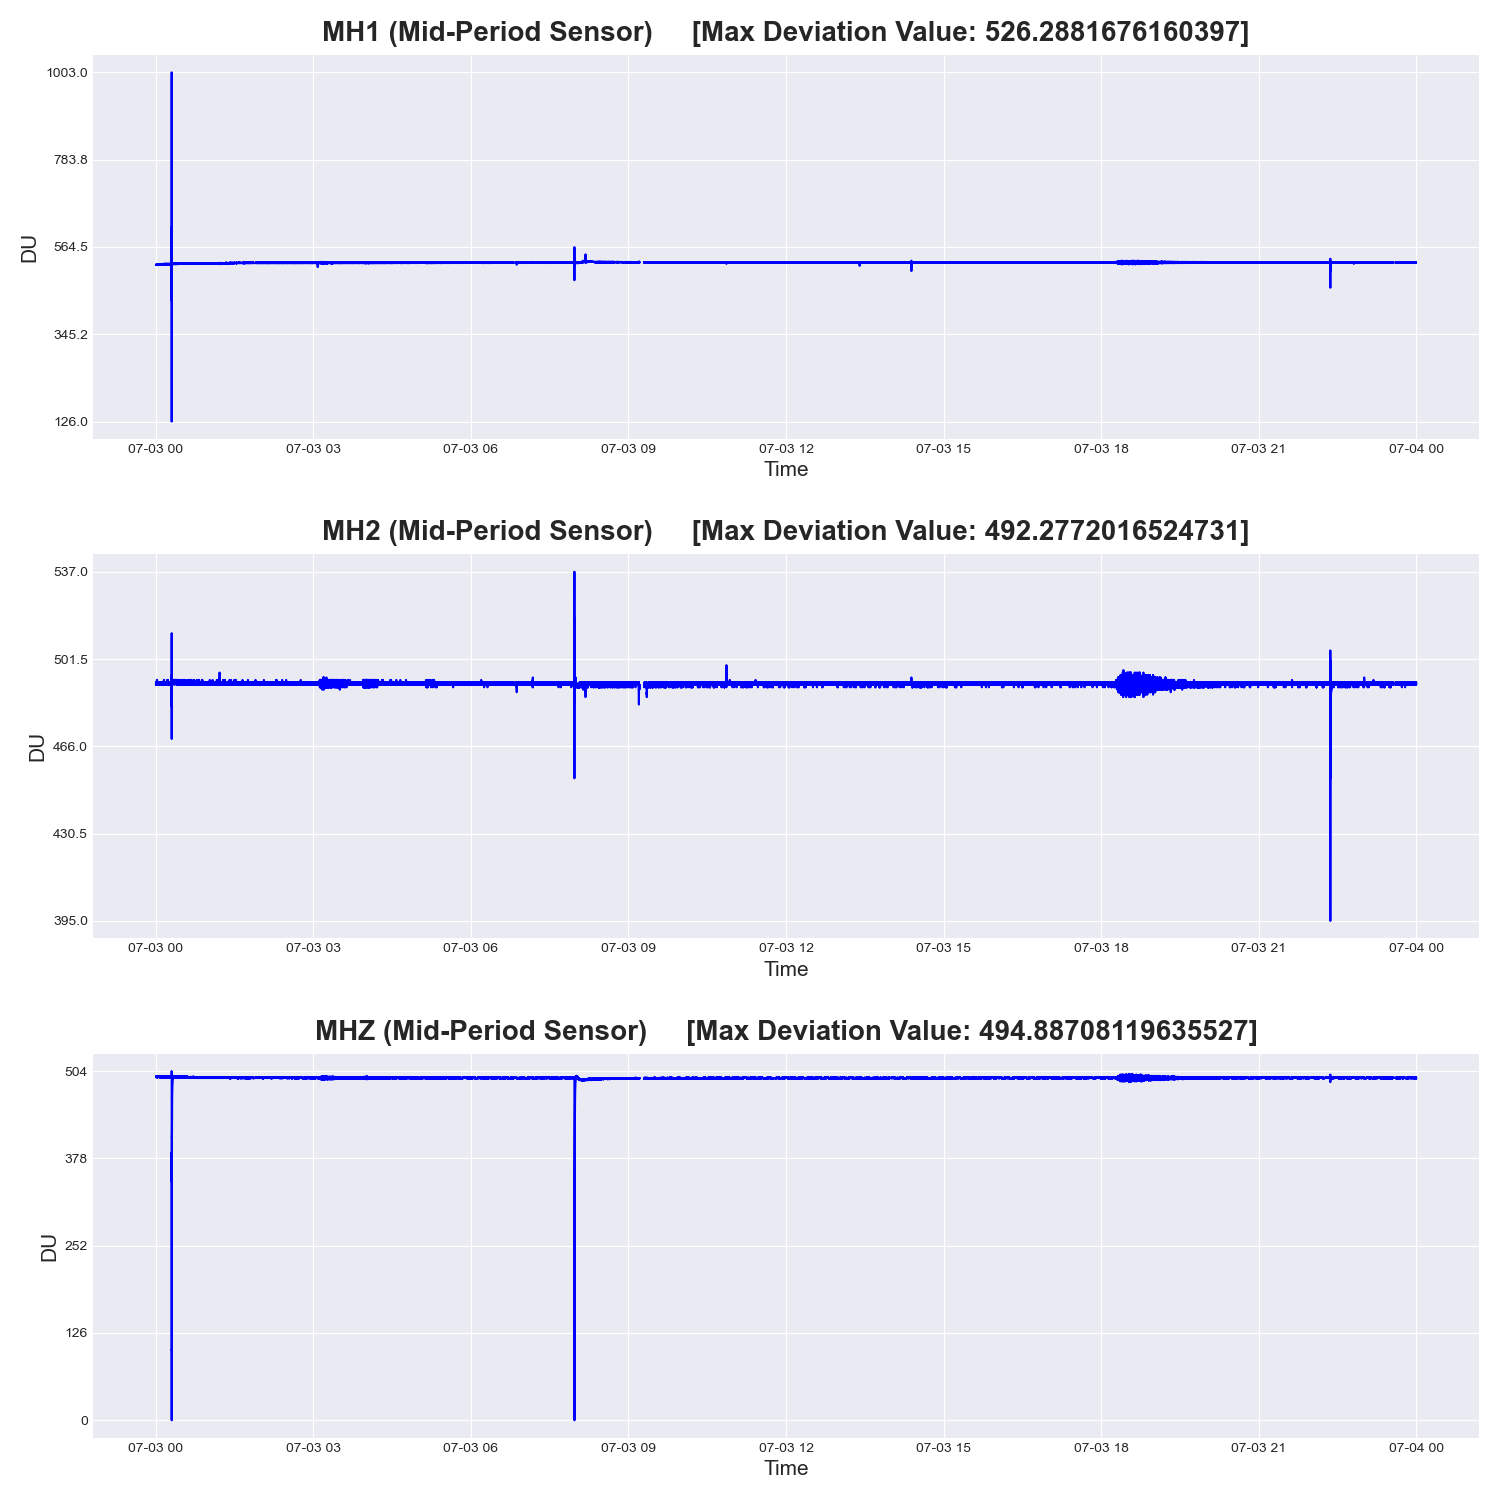 MH1 (Mid-Period Sensor) [Max Deviation Value: 526.2881676160397]
1003.0
783.8
564.5
345.2
126.0
DU
07-03 00 07-03 03 07-03 06 07-03 09 07-03 12 07-03 15 07-03 18 07-03 21 07-04 00
Time
MH2 (Mid-Period Sensor) [Max Deviation Value: 492.2772016524731]
537.0
501.5
466.0
430.5
395.0
DU
07-03 00 07-03 03 07-03 06 07-03 09 07-03 12 07-03 15 07-03 18 07-03 21 07-04 00
Time
MHZ (Mid-Period Sensor) [Max Deviation Value: 494.88708119635527]
504
378
252
126
0
DU
07-03 00 07-03 03 07-03 06 07-03 09 07-03 12 07-03 15 07-03 18 07-03 21 07-04 00
Time